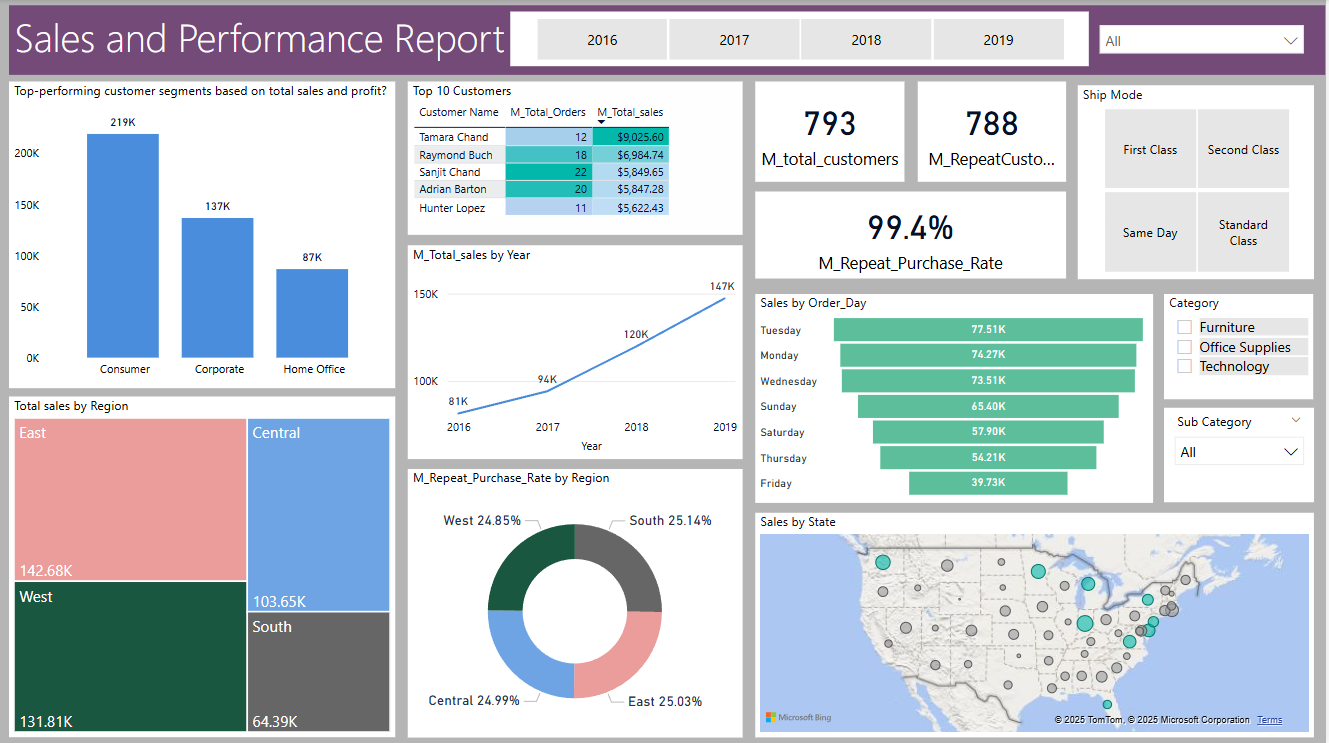 Sales and Performance Report
2016
2017
2018
2019
All
Top-performing customer segments based on total sales and profit?
219K
137K
87K
200K
150K
100K
50K
0K
Consumer
Corporate
Home Office
Top 10 Customers
Customer Name M_Total_Orders M_Total_sales
Tamara Chand 12 $9,025.60
Raymond Buch 18 $6,984.74
Sanjit Chand 22 $5,849.65
Adrian Barton 20 $5,847.28
Hunter Lopez 11 $5,622.43
793
M_total_customers
788
M_RepeatCusto...
99.4%
M_Repeat_Purchase_Rate
Ship Mode
First Class
Second Class
Same Day
Standard
Class
M_Total_sales by Year
150K
100K
81K
94K
120K
147K
2016
2017
2018
2019
Year
Sales by Order_Day
Tuesday 77.51K
Monday 74.27K
Wednesday 73.51K
Sunday 65.40K
Saturday 57.90K
Thursday 54.21K
Friday 39.73K
Category
Furniture
Office Supplies
Technology
Sub Category
All
Total sales by Region
East
142.68K
West
131.81K
Central
103.65K
South
64.39K
M_Repeat_Purchase_Rate by Region
West 24.85%
South 25.14%
Central 24.99%
East 25.03%
Sales by State
Microsoft Bing
© 2025 TomTom, © 2025 Microsoft Corporation Terms